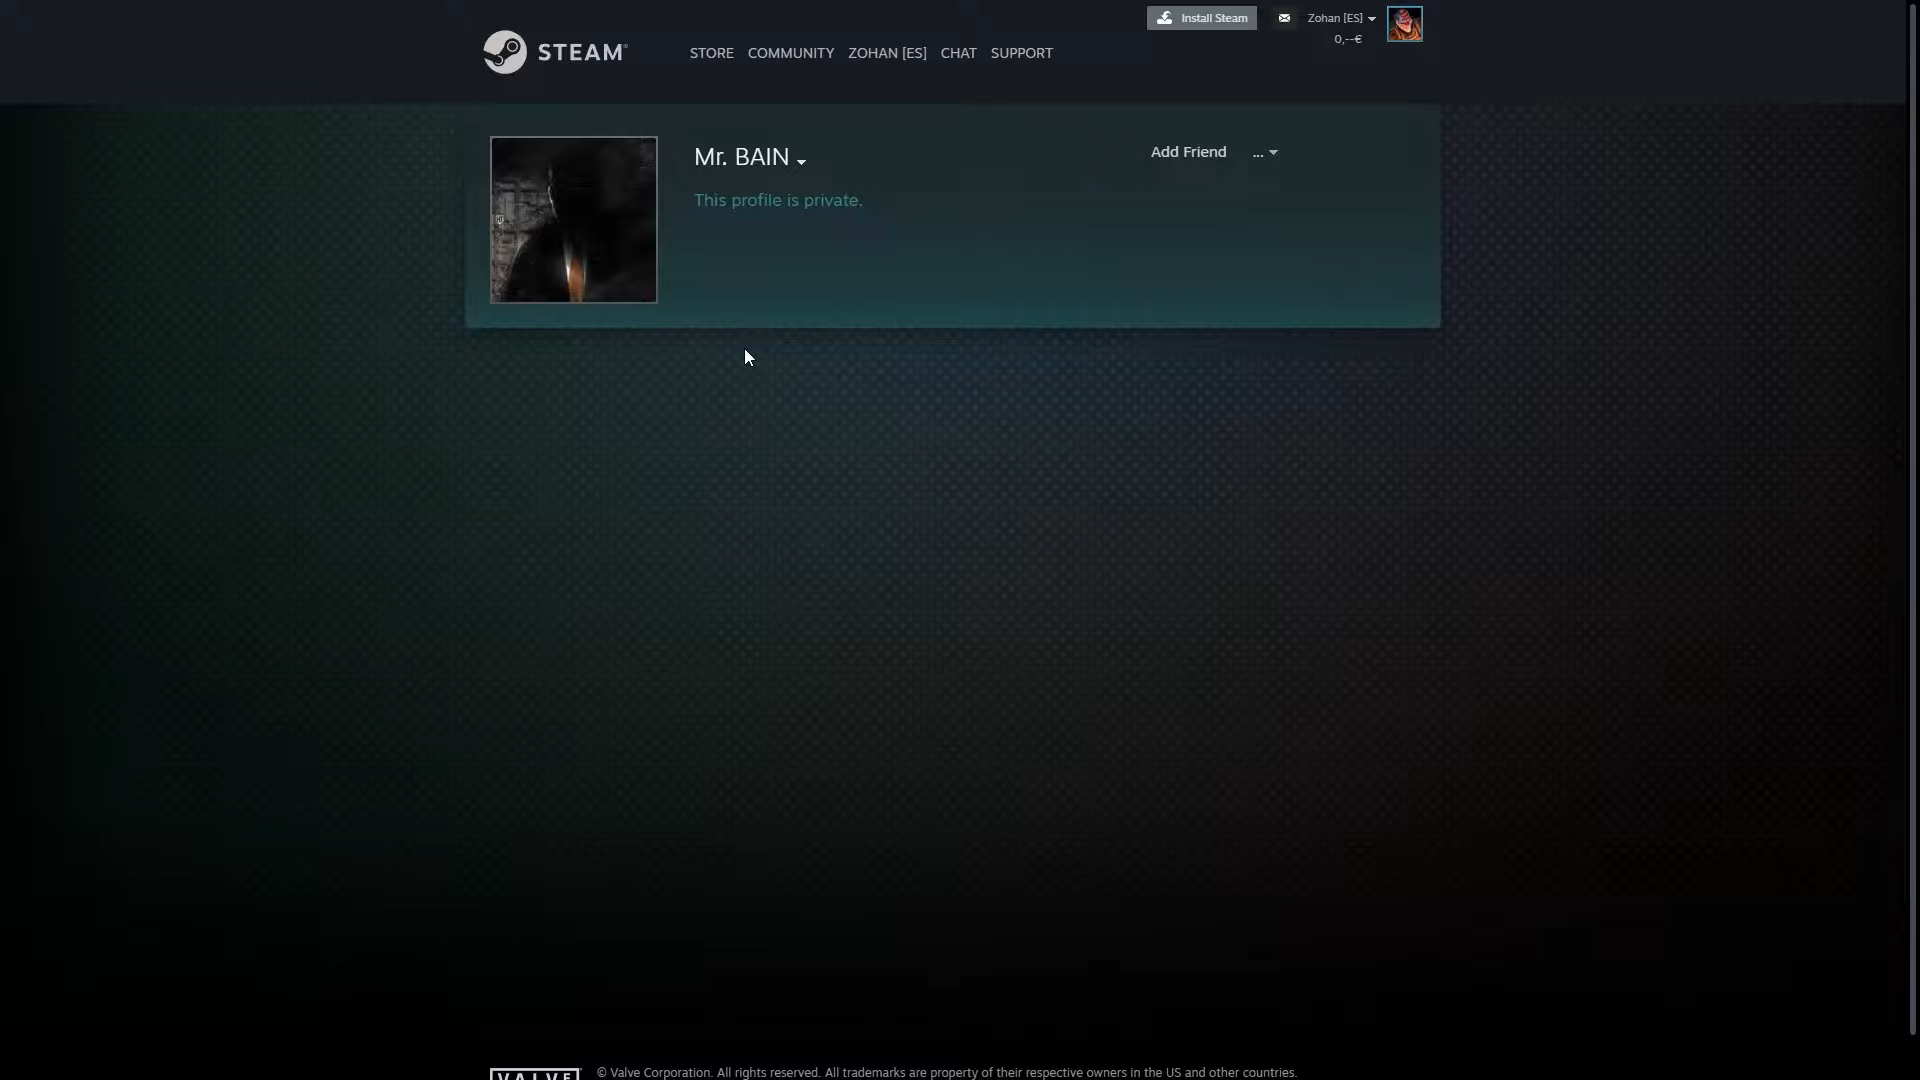 Install Steam
Zohan [ES]
0,--€
STEAM
STORE COMMUNITY ZOHAN [ES] CHAT SUPPORT
Mr. BAIN
Add Friend ...
This profile is private.
VALVE © Valve Corporation. All rights reserved. All trademarks are property of their respective owners in the US and other countries.